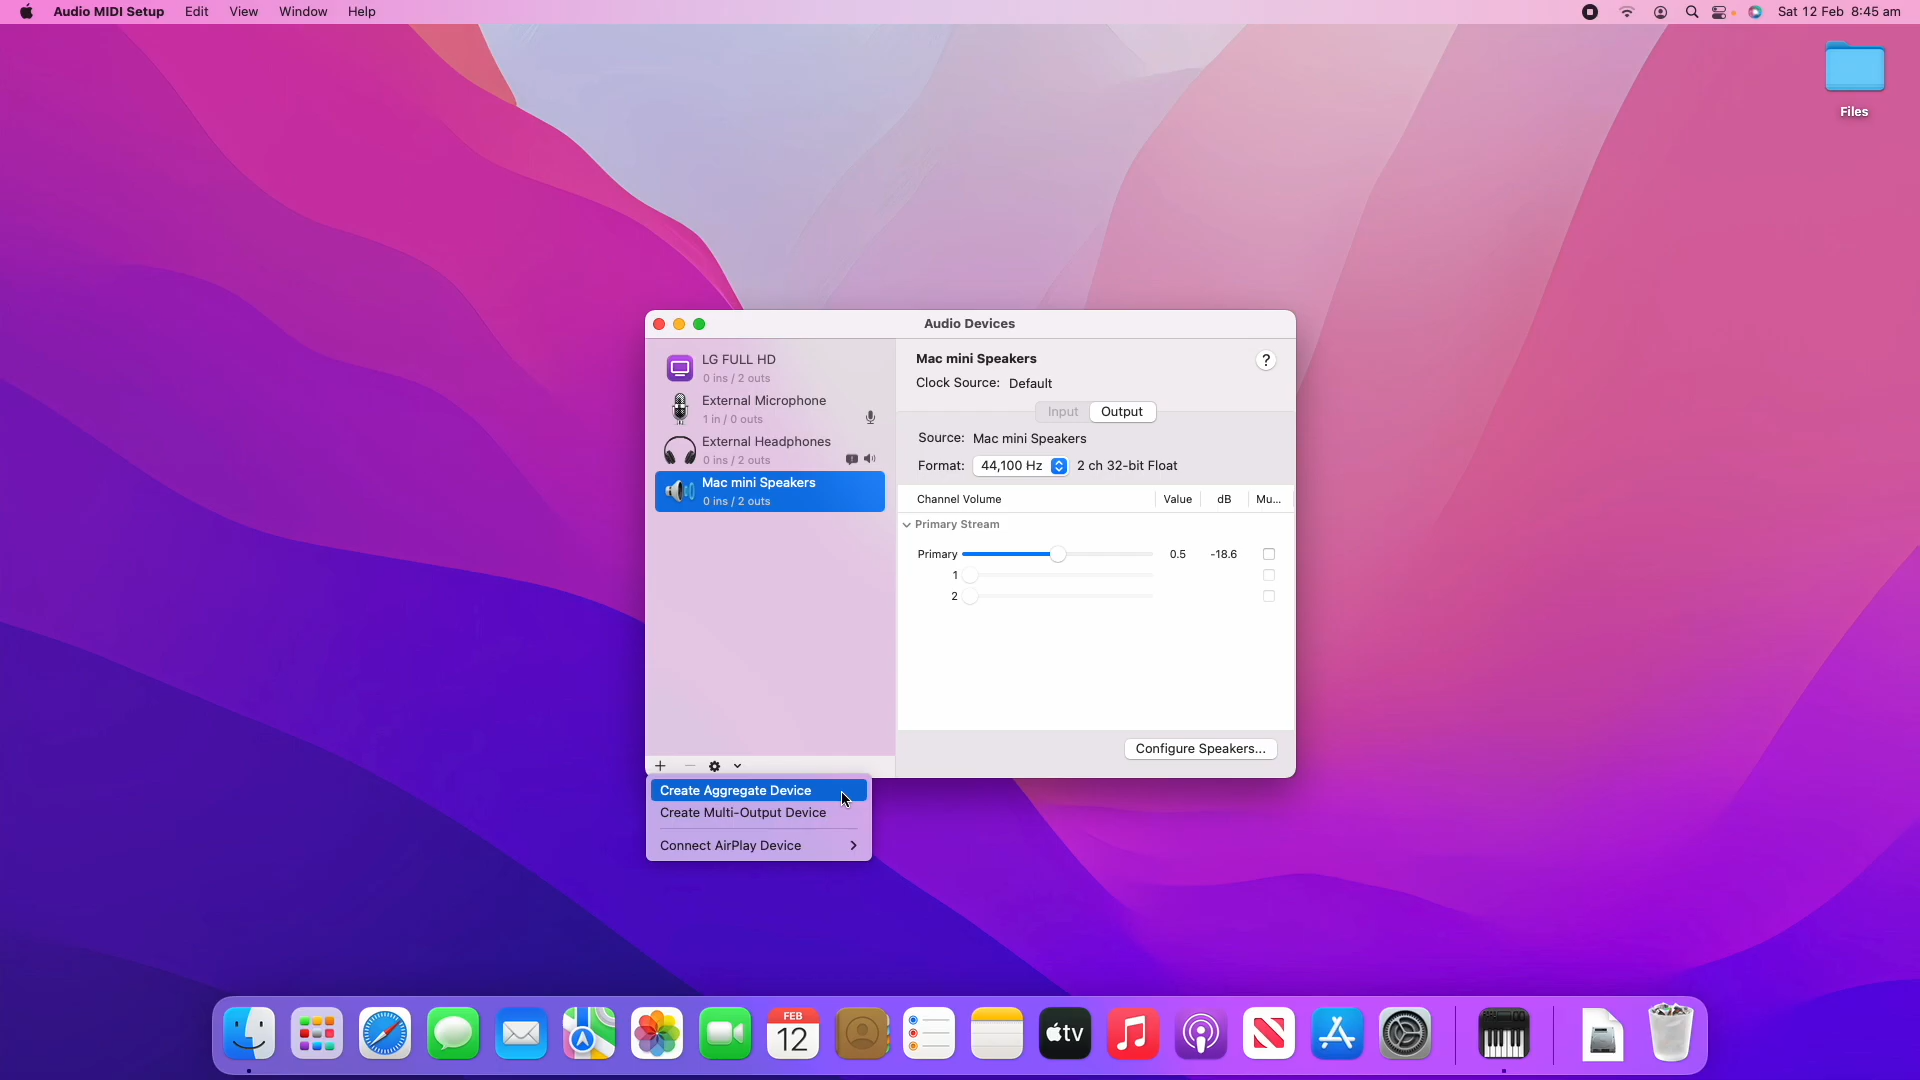 Audio MIDI Setup Edit View Window Help Sat 12 Feb 8:45 am
Files
Audio Devices
LG FULL HD
0 ins / 2 outs
External Microphone
1 in / 0 outs
External Headphones
0 ins / 2 outs
Mac mini Speakers
0 ins / 2 outs
Mac mini Speakers ?
Clock Source: Default
Input Output
Source: Mac mini Speakers
Format: 44,100 Hz 2 ch 32-bit Float
Channel Volume Value dB Mu...
Primary Stream
Primary 0.5 -18.6
1
2
Configure Speakers...
Create Aggregate Device
Create Multi-Output Device
Connect AirPlay Device
FEB
12
tv